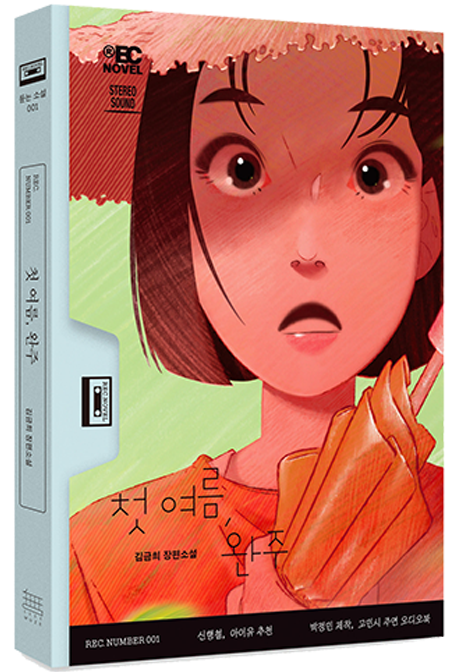 듣는 소설
001
REC.
NUMBER 001
첫 여름, 완주
김금희 장편소설
REC NOVEL
®EC
NOVEL
STEREO
SOUND
첫 여름,
완주
김금희 장편소설
REC. NUMBER 001
신형철, 아이유 추천
박정민 제작, 고민시 주연 오디오북